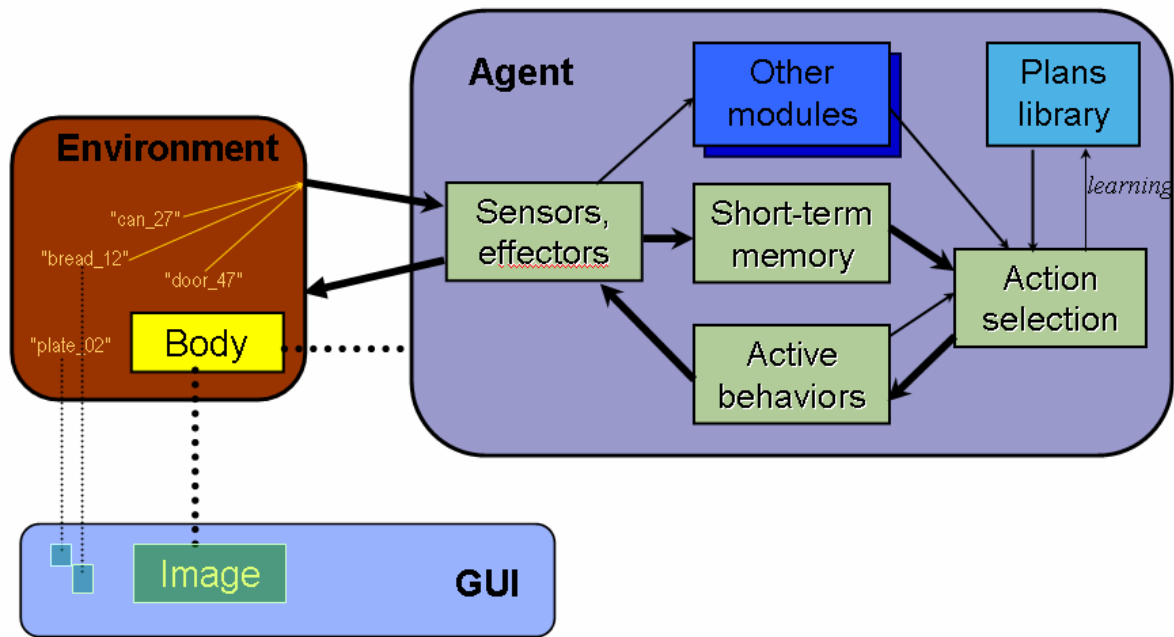 Agent
Other
modules
Plans
library
Environment
learning
"can_27"
Sensors,
effectors
Short-term
memory
"bread_12"
"door_47"
Action
selection
"plate_02"
Body
Active
behaviors
Image
GUI